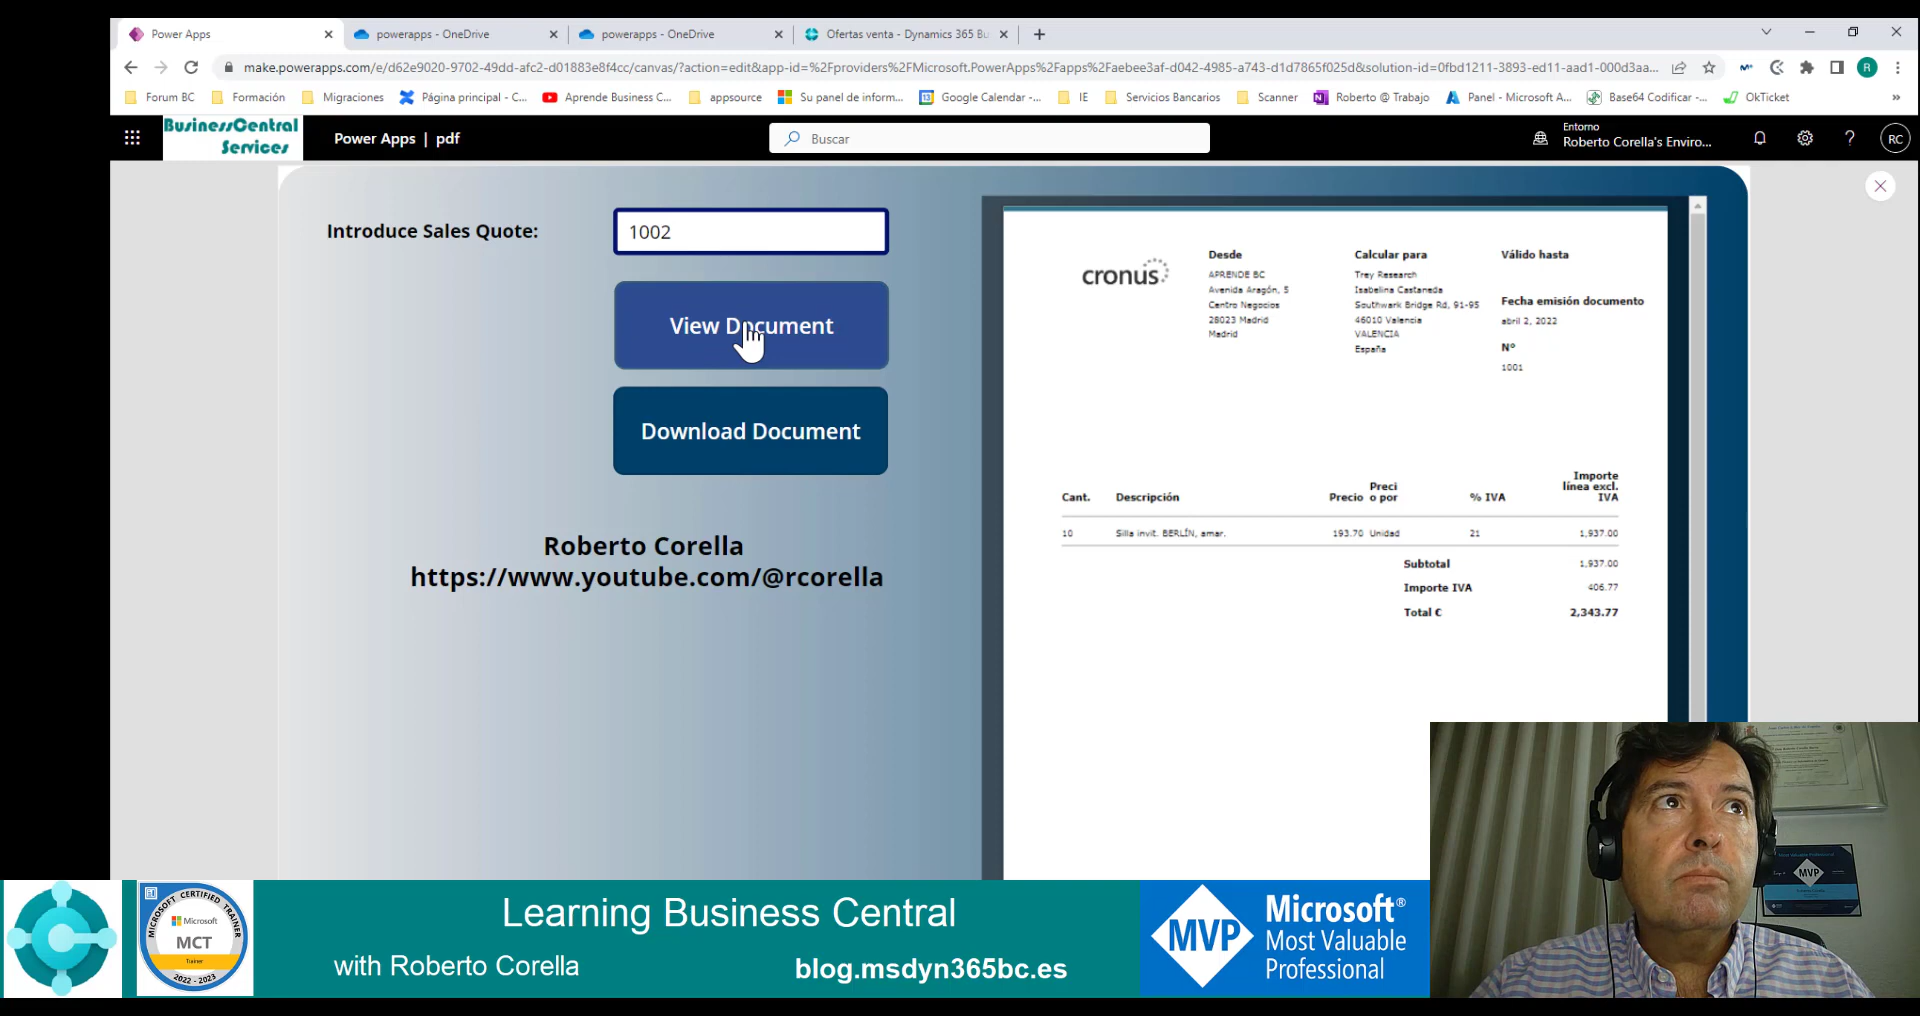 Power Apps
powerapps - OneDrive
powerapps - OneDrive
Ofertas venta - Dynamics 365 Bu
make.powerapps.com/e/d62e9020-9702-49dd-afc2-d01883e8f4cc/canvas/?action=edit&app-id=%2Fproviders%2FMicrosoft.PowerApps%2Fapps%2Faebee3af-d042-4985-a743-d1d7865f025d&solution-id=0fbd1211-3893-ed11-aad1-000d3aa...
R
Forum BC
Formación
Migraciones
Página principal - C...
Aprende Business C...
appsource
Su panel de inform...
Google Calendar -...
IE
Servicios Bancarios
Scanner
Roberto @ Trabajo
Panel - Microsoft A...
Base64 Codificar -...
OkTicket
»
BusinessCentral
Services
Power Apps | pdf
Buscar
Entorno
Roberto Corella's Enviro...
?
RC
Introduce Sales Quote:
1002
View Document
Download Document
Roberto Corella
https://www.youtube.com/@rcorella
cronus
Desde
APRENDE BC
Avenida Aragón, 5
Centro Negocios
28023 Madrid
Madrid
Calcular para
Trey Research
Isabelina Castaneda
Southwark Bridge Rd, 91-95
46010 Valencia
VALENCIA
España
Válido hasta
Fecha emisión documento
abril 2, 2022
Nº
1001
Cant.
Descripción
Precio
Preci
o por
% IVA
Importe
línea excl.
IVA
10
Silla invit. BERLÍN, amar.
193.70
Unidad
21
1,937.00
Subtotal
1,937.00
Importe IVA
406.77
Total €
2,343.77
MICROSOFT CERTIFIED TRAINER
Microsoft
MCT
Trainer
2022 - 2023
Learning Business Central
with Roberto Corella
blog.msdyn365bc.es
MVP
Microsoft®
Most Valuable
Professional
MVP